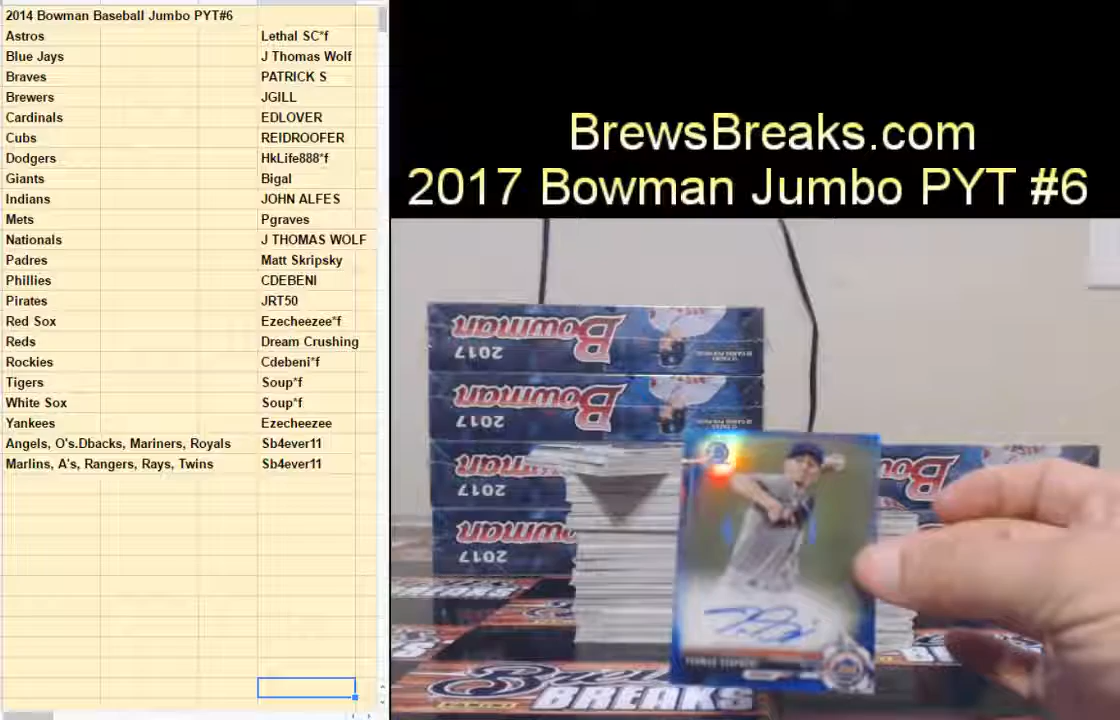 2014 Bowman Baseball Jumbo PYT#6
Astros Lethal SC*f
Blue Jays J Thomas Wolf
Braves PATRICK S
Brewers JGILL
Cardinals EDLOVER
Cubs REIDROOFER
Dodgers HkLife888*f
Giants Bigal
Indians JOHN ALFES
Mets Pgraves
Nationals J THOMAS WOLF
Padres Matt Skripsky
Phillies CDEBENI
Pirates JRT50
Red Sox Ezecheezee*f
Reds Dream Crushing
Rockies Cdebeni*f
Tigers Soup*f
White Sox Soup*f
Yankees Ezecheezee
Angels, O's.Dbacks, Mariners, Royals Sb4ever11
Marlins, A's, Rangers, Rays, Twins Sb4ever11
BrewsBreaks.com
2017 Bowman Jumbo PYT #6
Bowman
2017
Bowman
2017
Bowman
2017
Bowman
2017
Brews
BREAKS